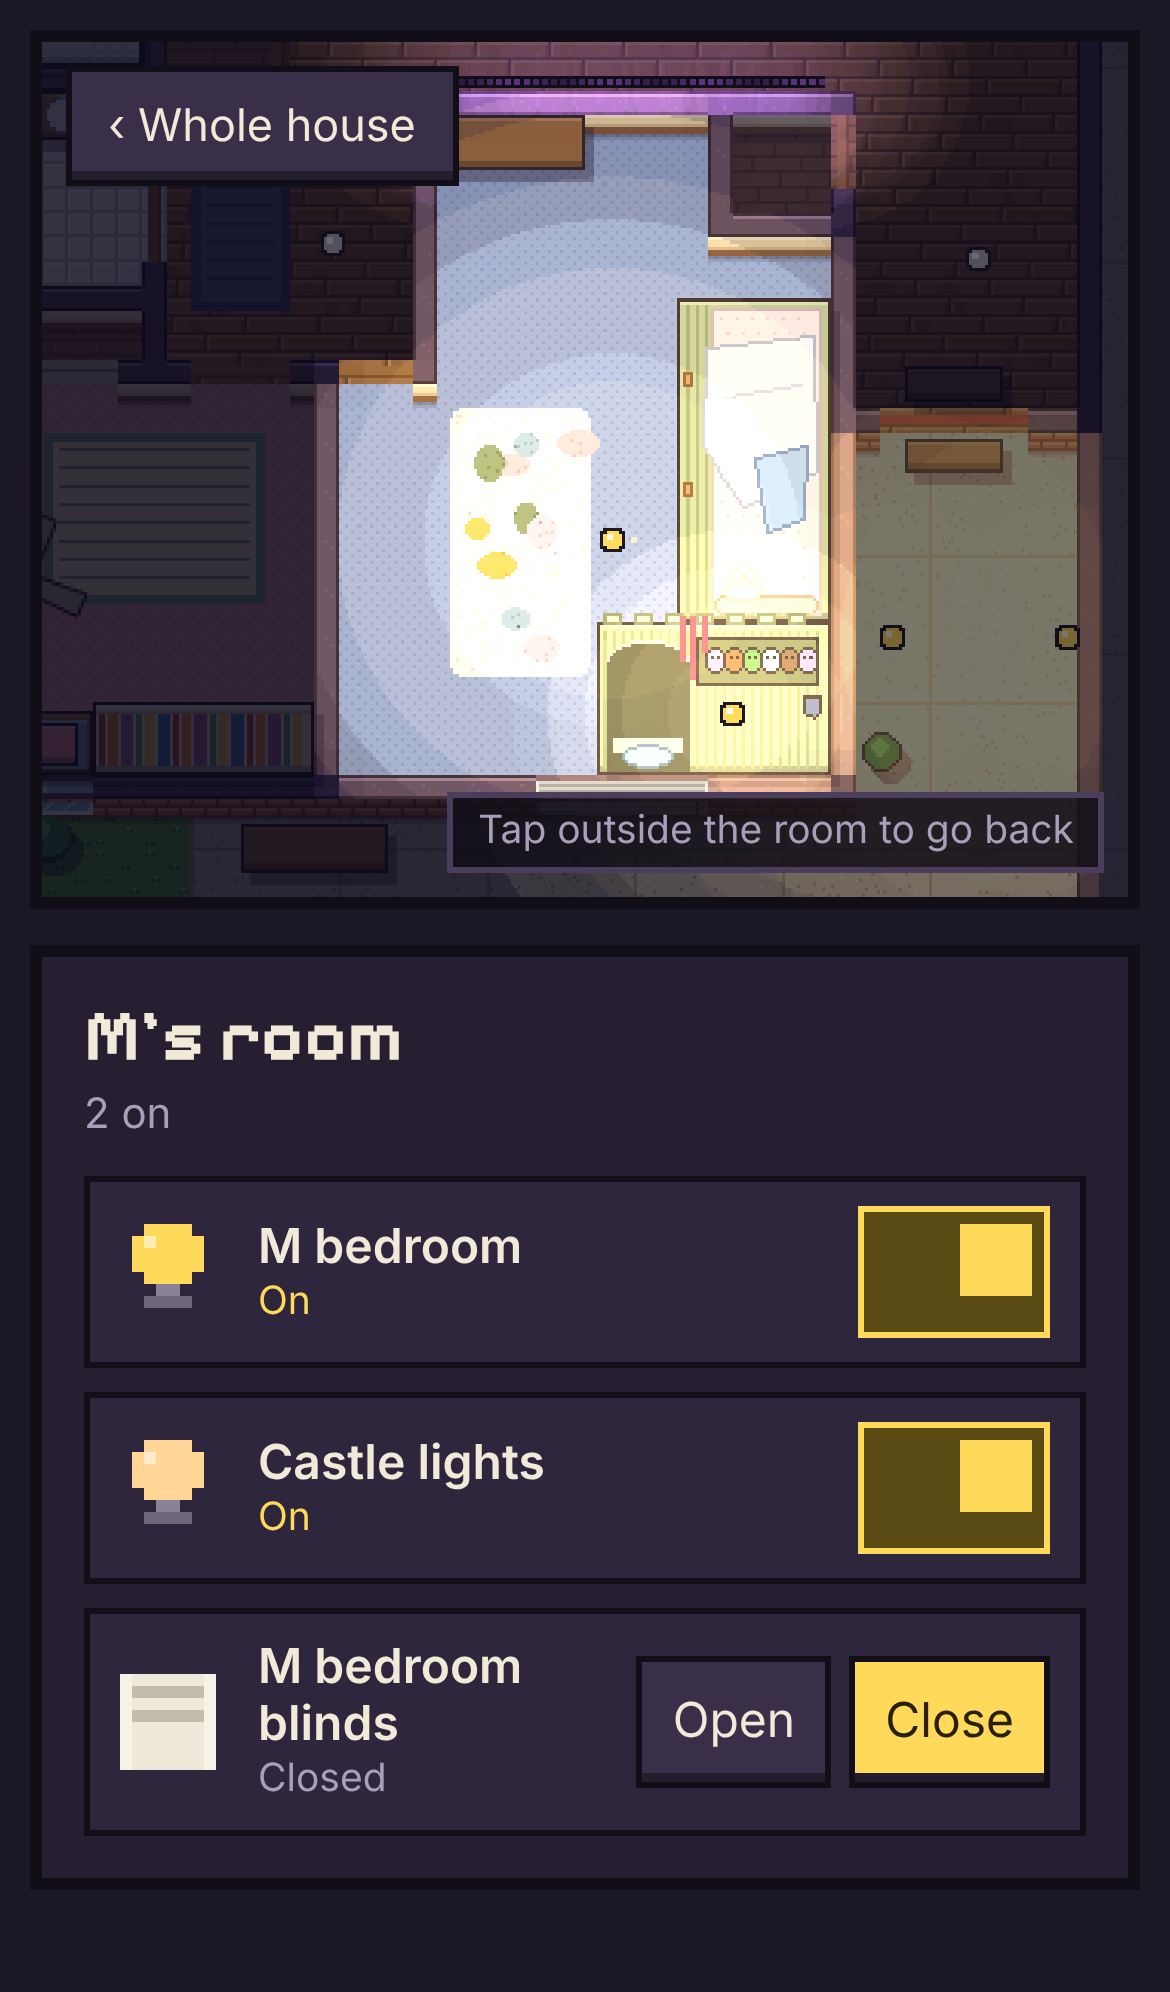 ‹ Whole house
Tap outside the room to go back
M's room
2 on
M bedroom
On
Castle lights
On
M bedroom
blinds
Closed
Open
Close